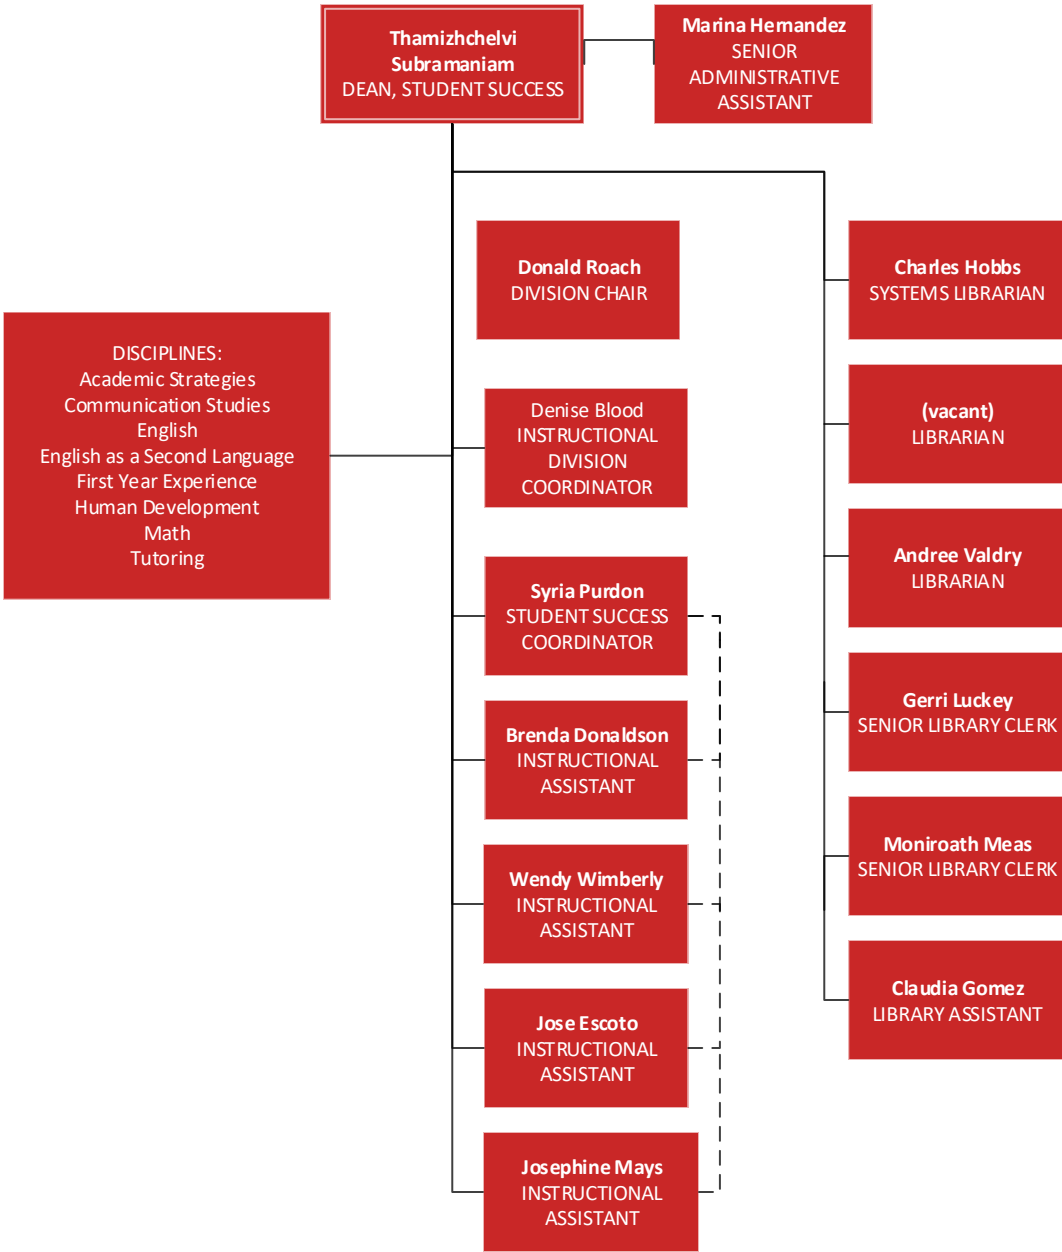 Thamizhchelvi
Subramaniam
DEAN, STUDENT SUCCESS
Marina Hernandez
SENIOR
ADMINISTRATIVE
ASSISTANT
Donald Roach
DIVISION CHAIR
Charles Hobbs
SYSTEMS LIBRARIAN
DISCIPLINES:
Academic Strategies
Communication Studies
English
English as a Second Language
First Year Experience
Human Development
Math
Tutoring
(vacant)
LIBRARIAN
Denise Blood
INSTRUCTIONAL
DIVISION
COORDINATOR
Andree Valdry
LIBRARIAN
Syria Purdon
STUDENT SUCCESS
COORDINATOR
Gerri Luckey
SENIOR LIBRARY CLERK
Brenda Donaldson
INSTRUCTIONAL
ASSISTANT
Moniroath Meas
SENIOR LIBRARY CLERK
Wendy Wimberly
INSTRUCTIONAL
ASSISTANT
Claudia Gomez
LIBRARY ASSISTANT
Jose Escoto
INSTRUCTIONAL
ASSISTANT
Josephine Mays
INSTRUCTIONAL
ASSISTANT